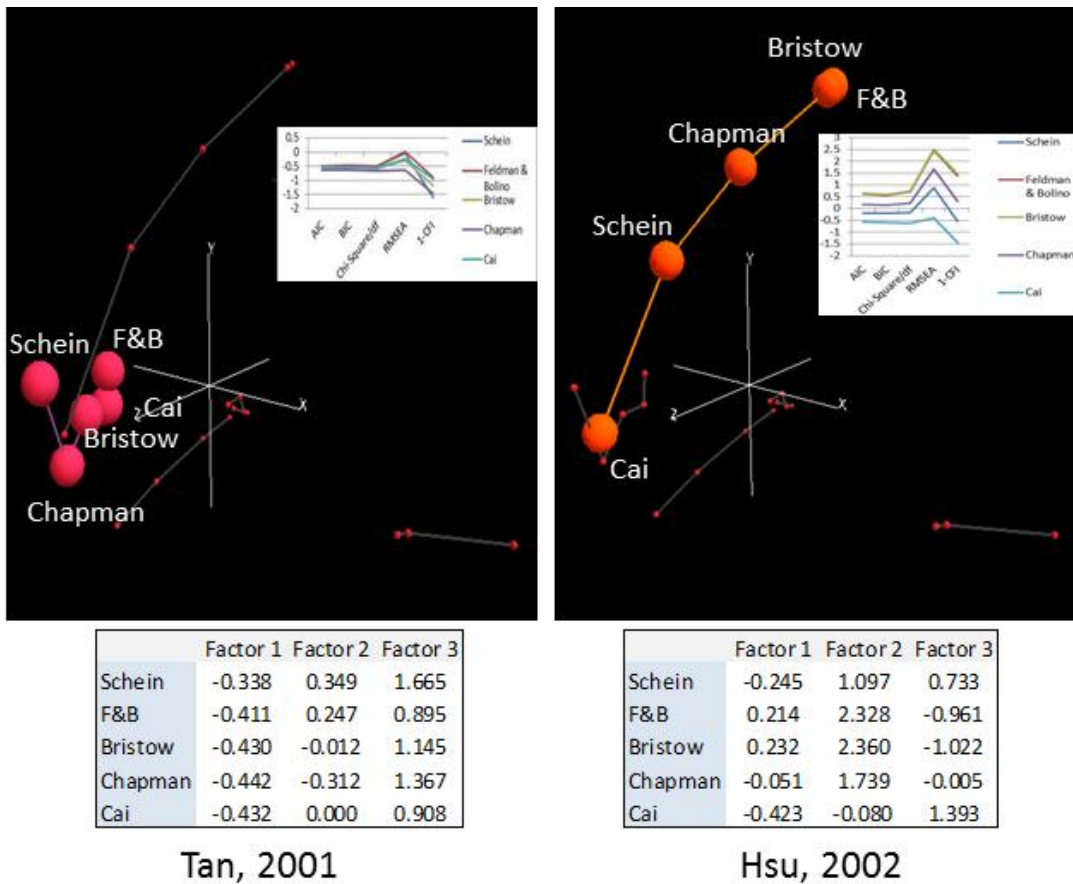 Schein
F&B
Cai
Bristow
Chapman
Y
X
Z
0.5
0
-0.5
-1
-1.5
-2
AIC
BIC
Chi-Square/df
RMSEA
1-CFI
Schein
Feldman &
Bolino
Bristow
Chapman
Cai
Bristow
F&B
Chapman
Schein
Cai
Y
X
Z
3
2.5
2
1.5
1
0.5
0
-0.5
-1
-1.5
-2
AIC
BIC
Chi-Square/df
RMSEA
1-CFI
Schein
Feldman
& Bolino
Bristow
Chapman
Cai
Factor 1 Factor 2 Factor 3
Schein -0.338 0.349 1.665
F&B -0.411 0.247 0.895
Bristow -0.430 -0.012 1.145
Chapman -0.442 -0.312 1.367
Cai -0.432 0.000 0.908
Tan, 2001
Factor 1 Factor 2 Factor 3
Schein -0.245 1.097 0.733
F&B 0.214 2.328 -0.961
Bristow 0.232 2.360 -1.022
Chapman -0.051 1.739 -0.005
Cai -0.423 -0.080 1.393
Hsu, 2002